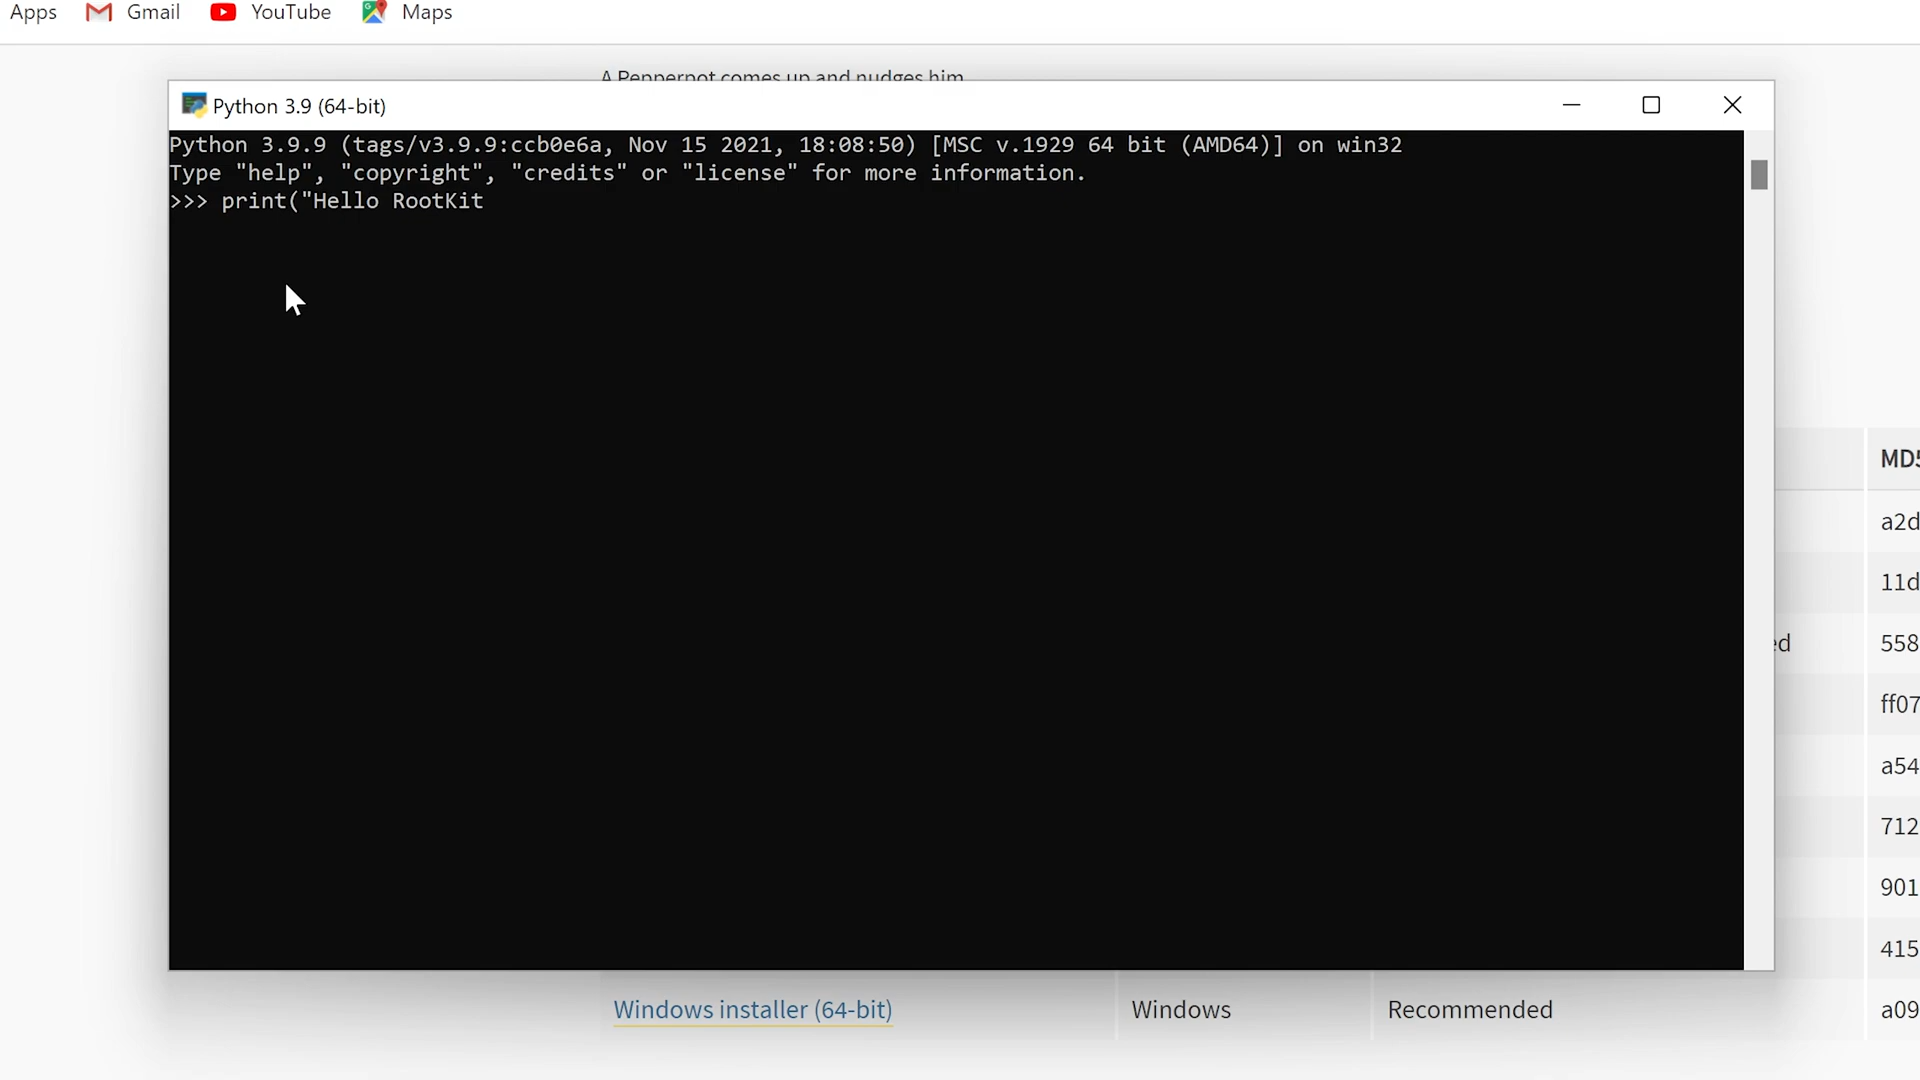 Apps Gmail YouTube Maps
A Pepperpot comes up and nudges him
Python 3.9 (64-bit)
Python 3.9.9 (tags/v3.9.9:ccb0e6a, Nov 15 2021, 18:08:50) [MSC v.1929 64 bit (AMD64)] on win32
Type "help", "copyright", "credits" or "license" for more information.
>>> print("Hello RootKit
MD5
a2d
11d
ed 558
ff07
a54
712
901
415
Windows installer (64-bit) Windows Recommended a09